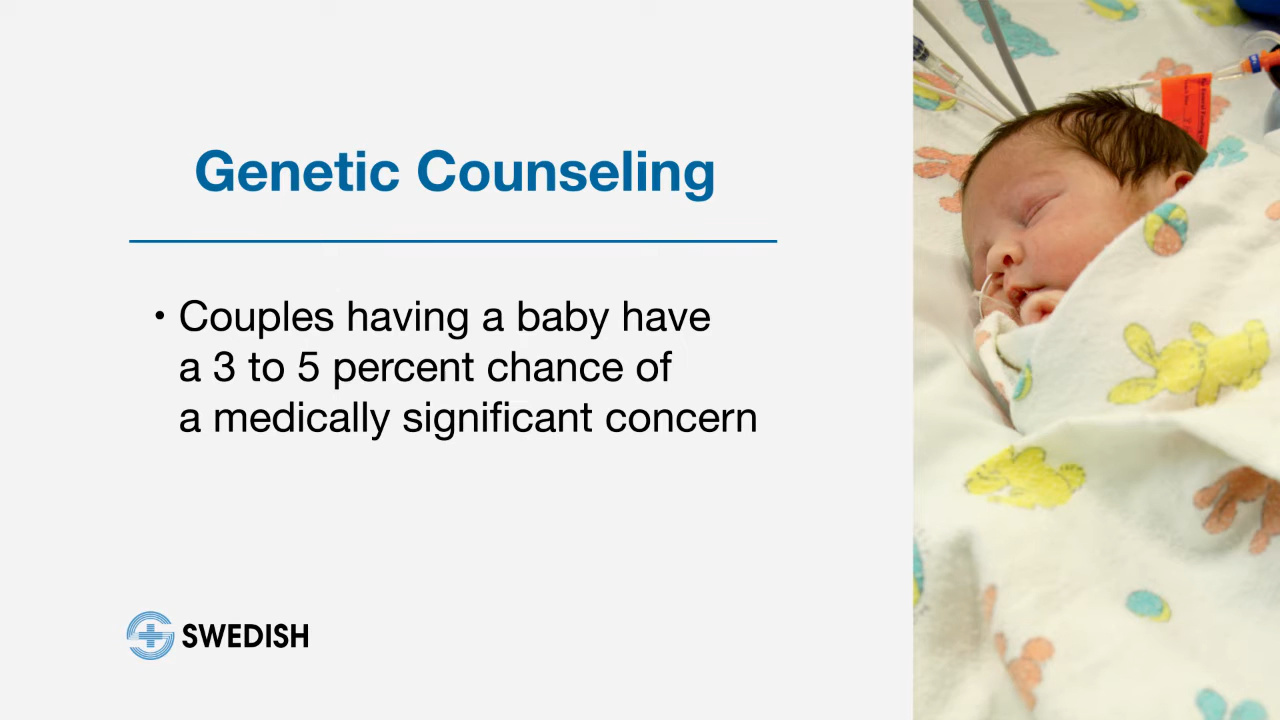 Genetic Counseling
• Couples having a baby have
a 3 to 5 percent chance of
a medically significant concern
SWEDISH